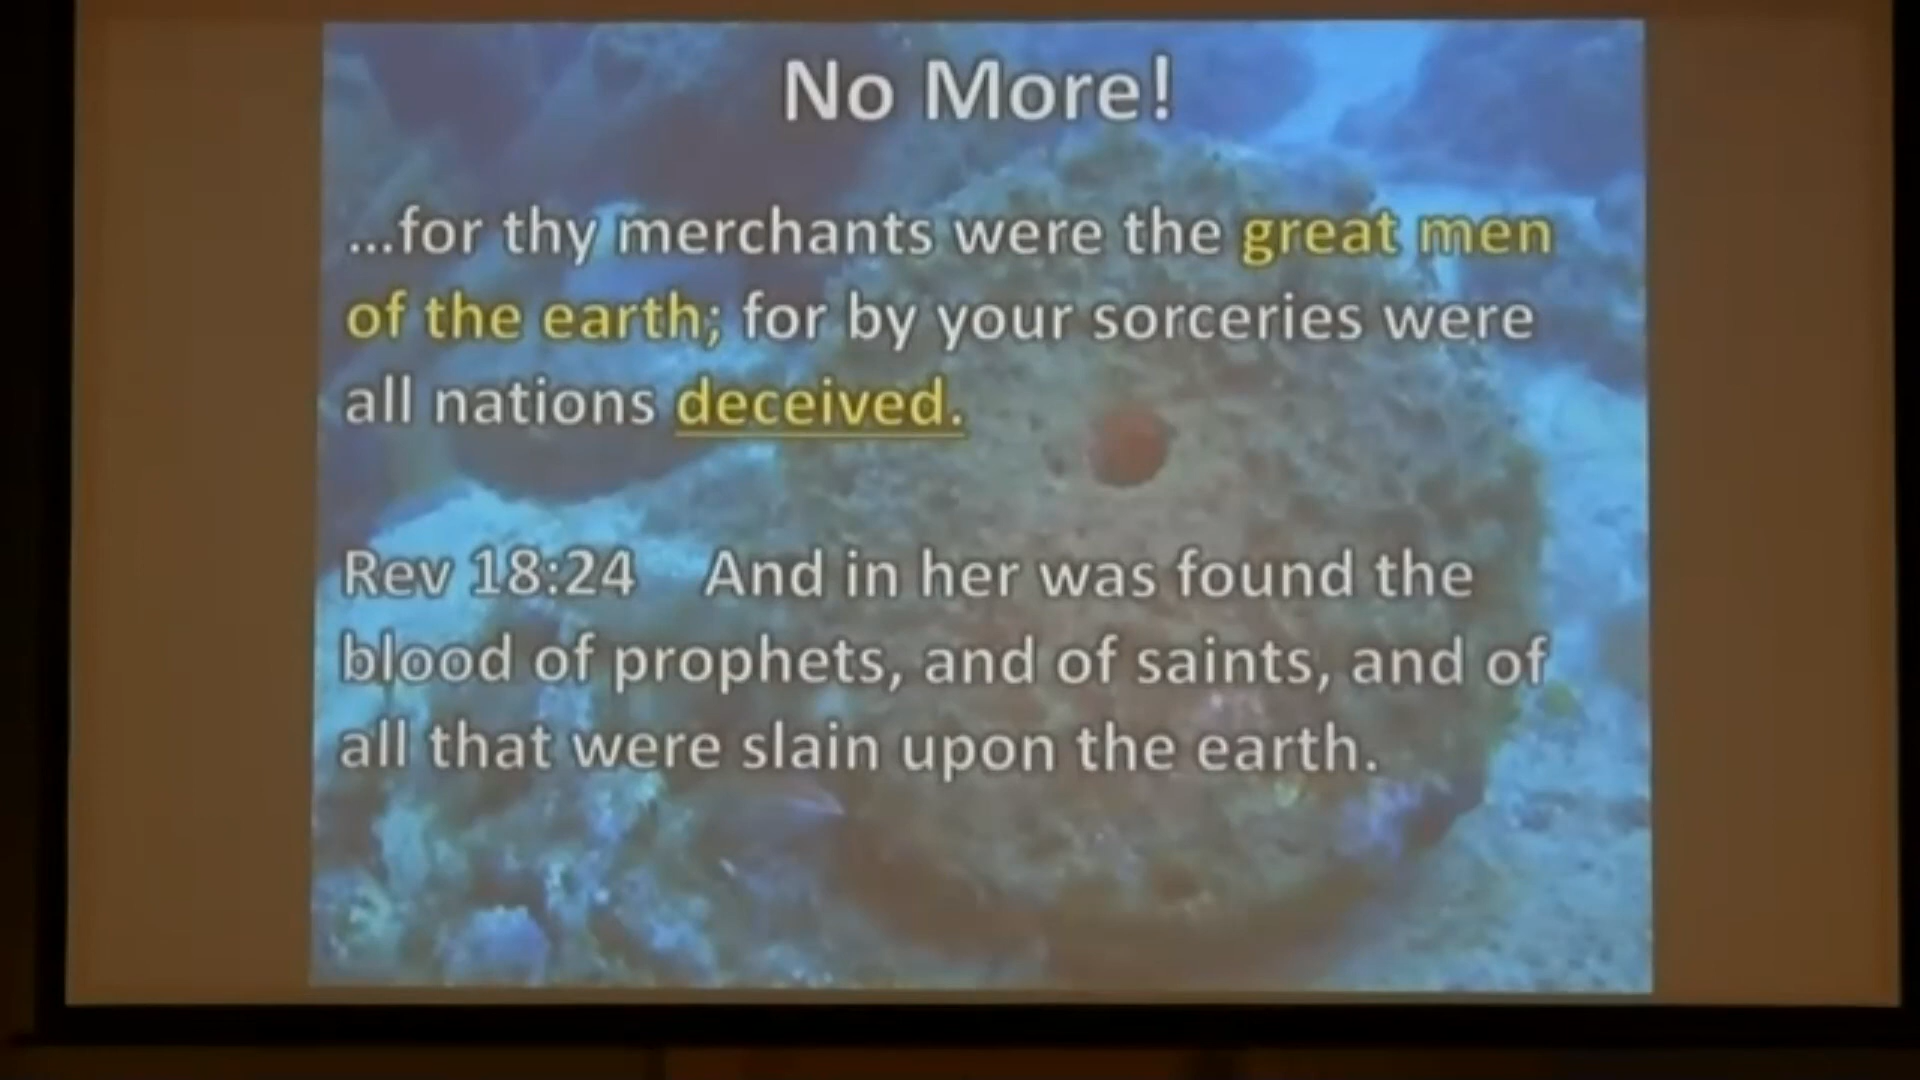 No More!
...for thy merchants were the great men
of the earth; for by your sorceries were
all nations deceived.
Rev 18:24 And in her was found the
blood of prophets, and of saints, and of
all that were slain upon the earth.